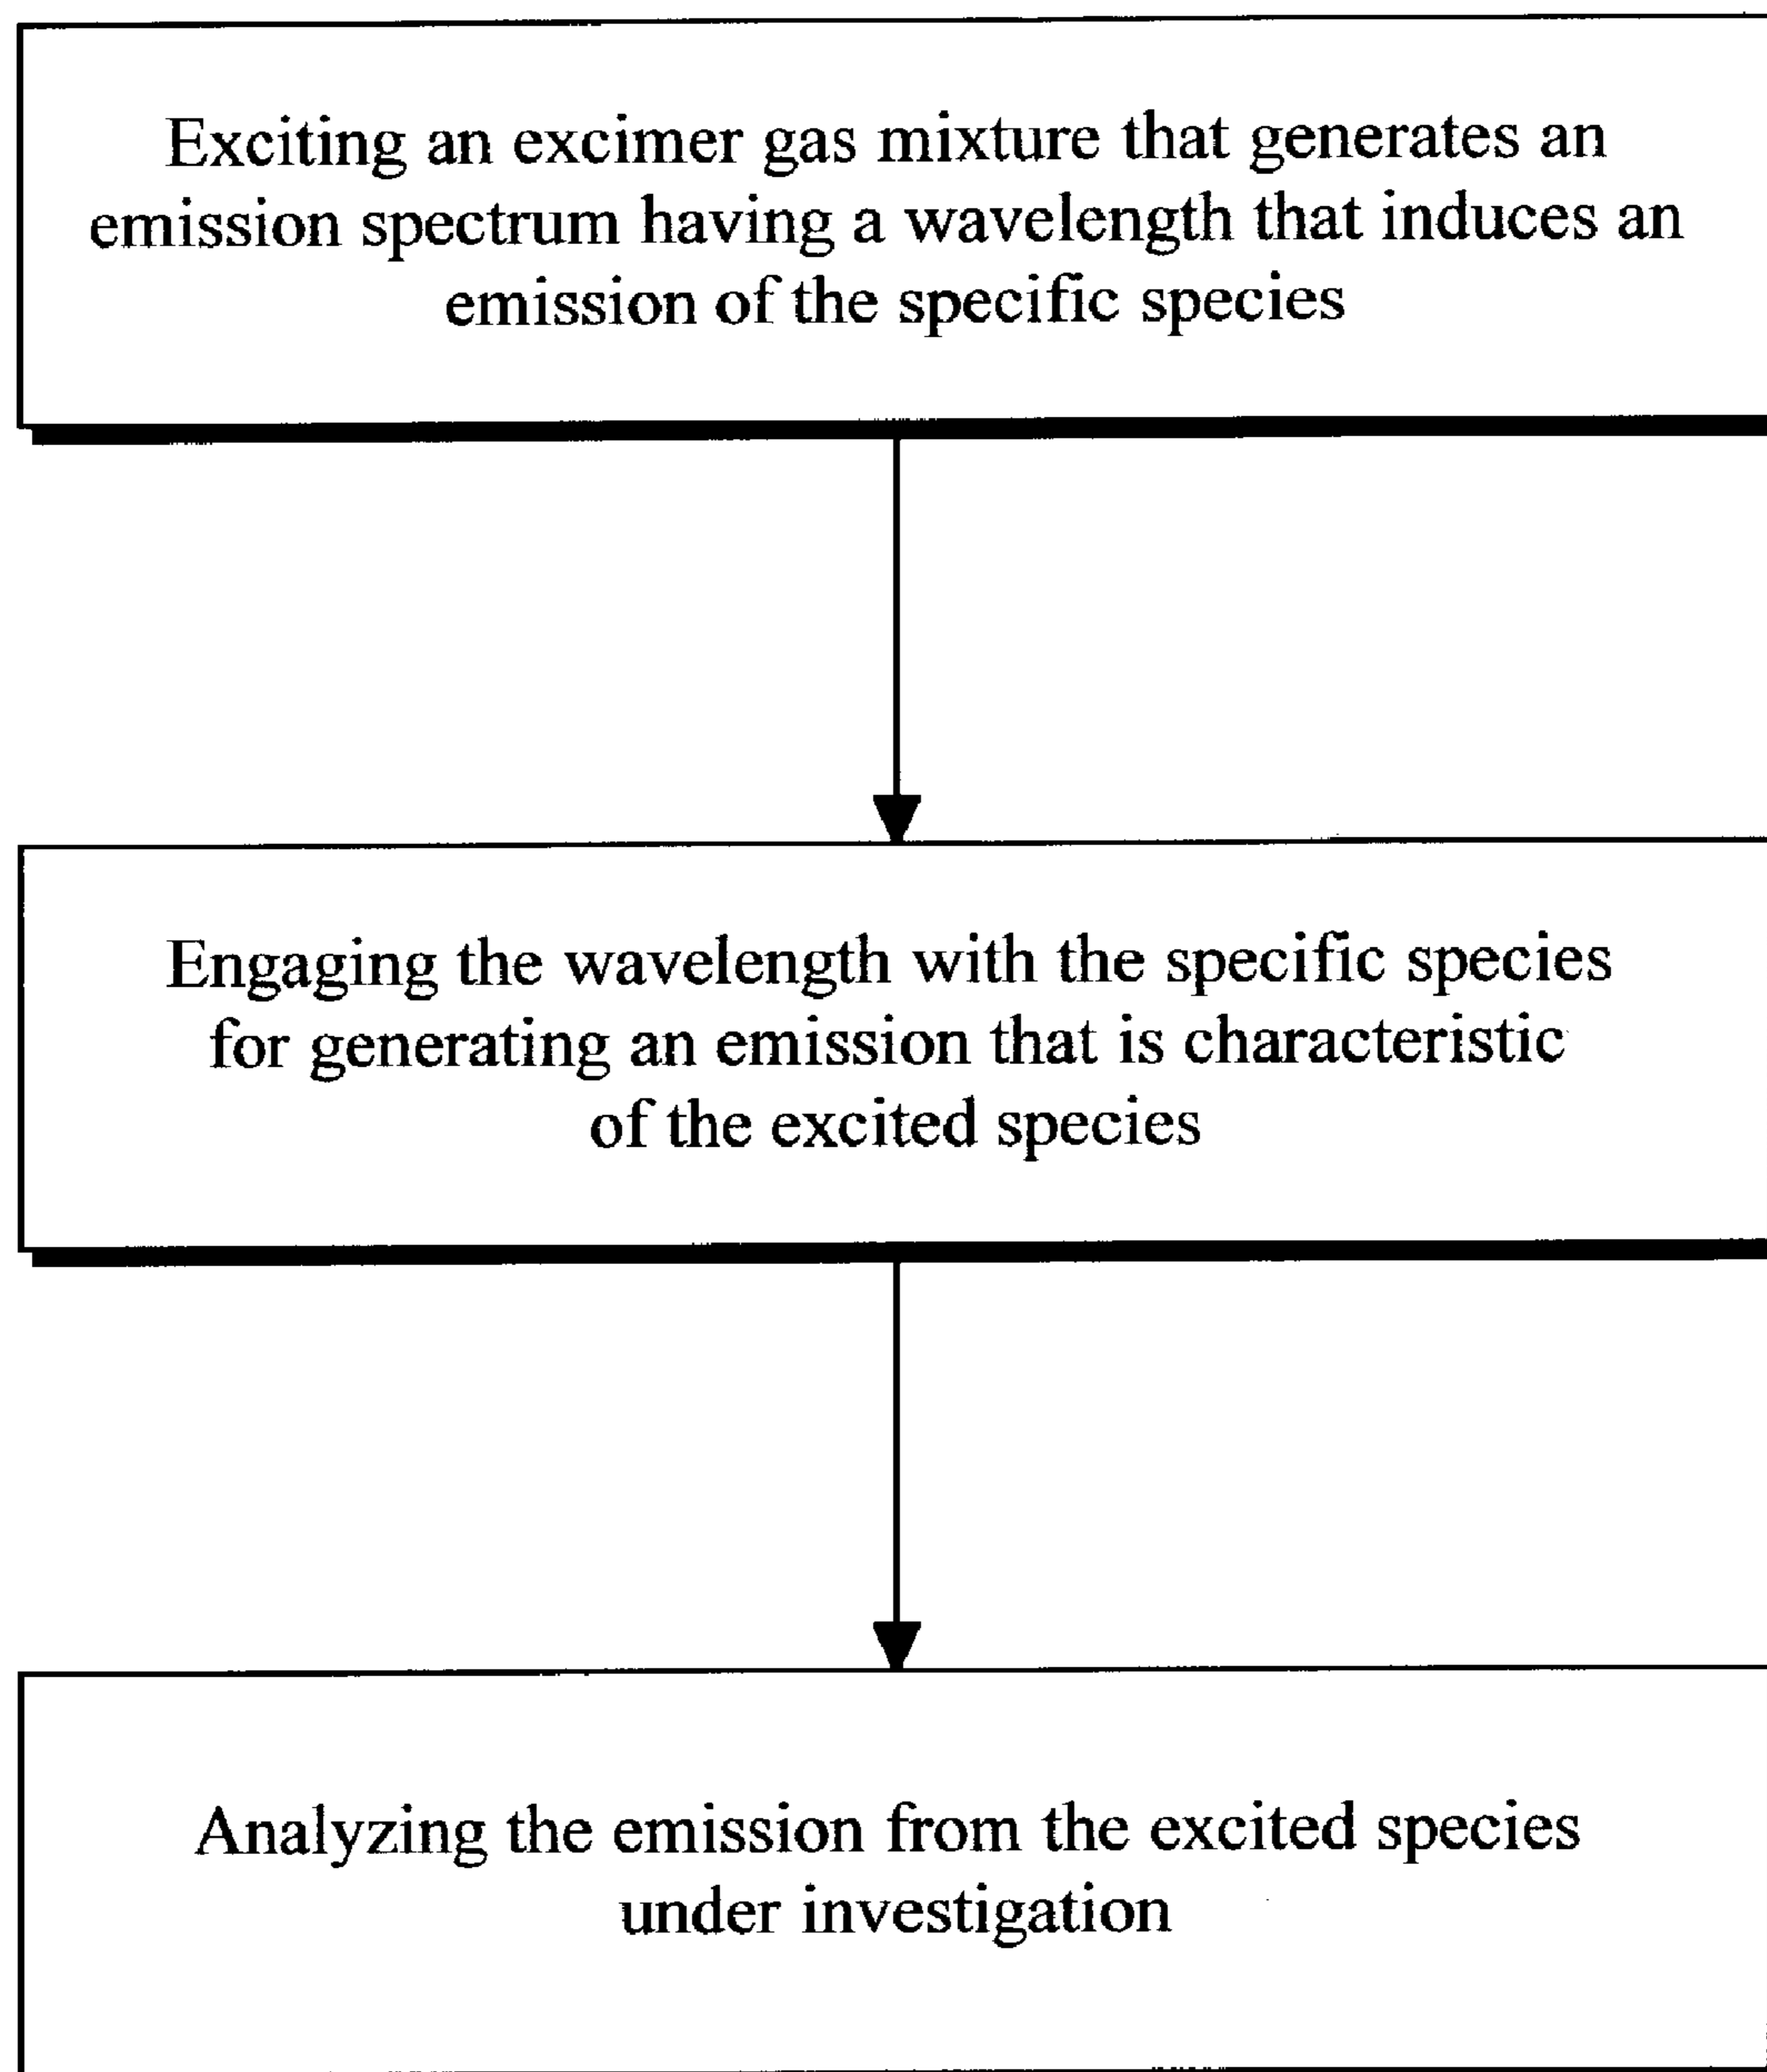 Exciting an excimer gas mixture that generates an
emission spectrum having a wavelength that induces an
emission of the specific species
Engaging the wavelength with the specific species
for generating an emission that is characteristic
of the excited species
Analyzing the emission from the excited species
under investigation